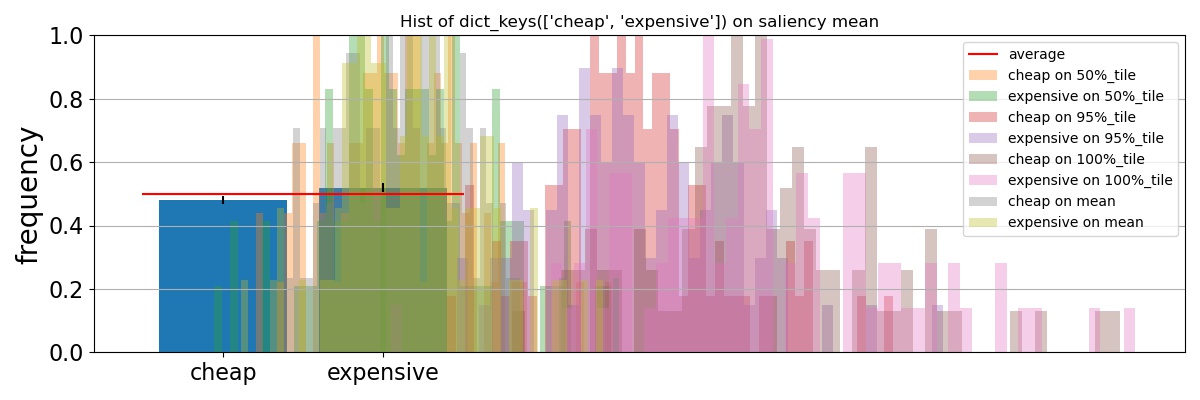 Hist of dict_keys(['cheap', 'expensive']) on saliency mean
frequency
1.0
0.8
0.6
0.4
0.2
0.0
cheap
expensive
average
cheap on 50%_tile
expensive on 50%_tile
cheap on 95%_tile
expensive on 95%_tile
cheap on 100%_tile
expensive on 100%_tile
cheap on mean
expensive on mean